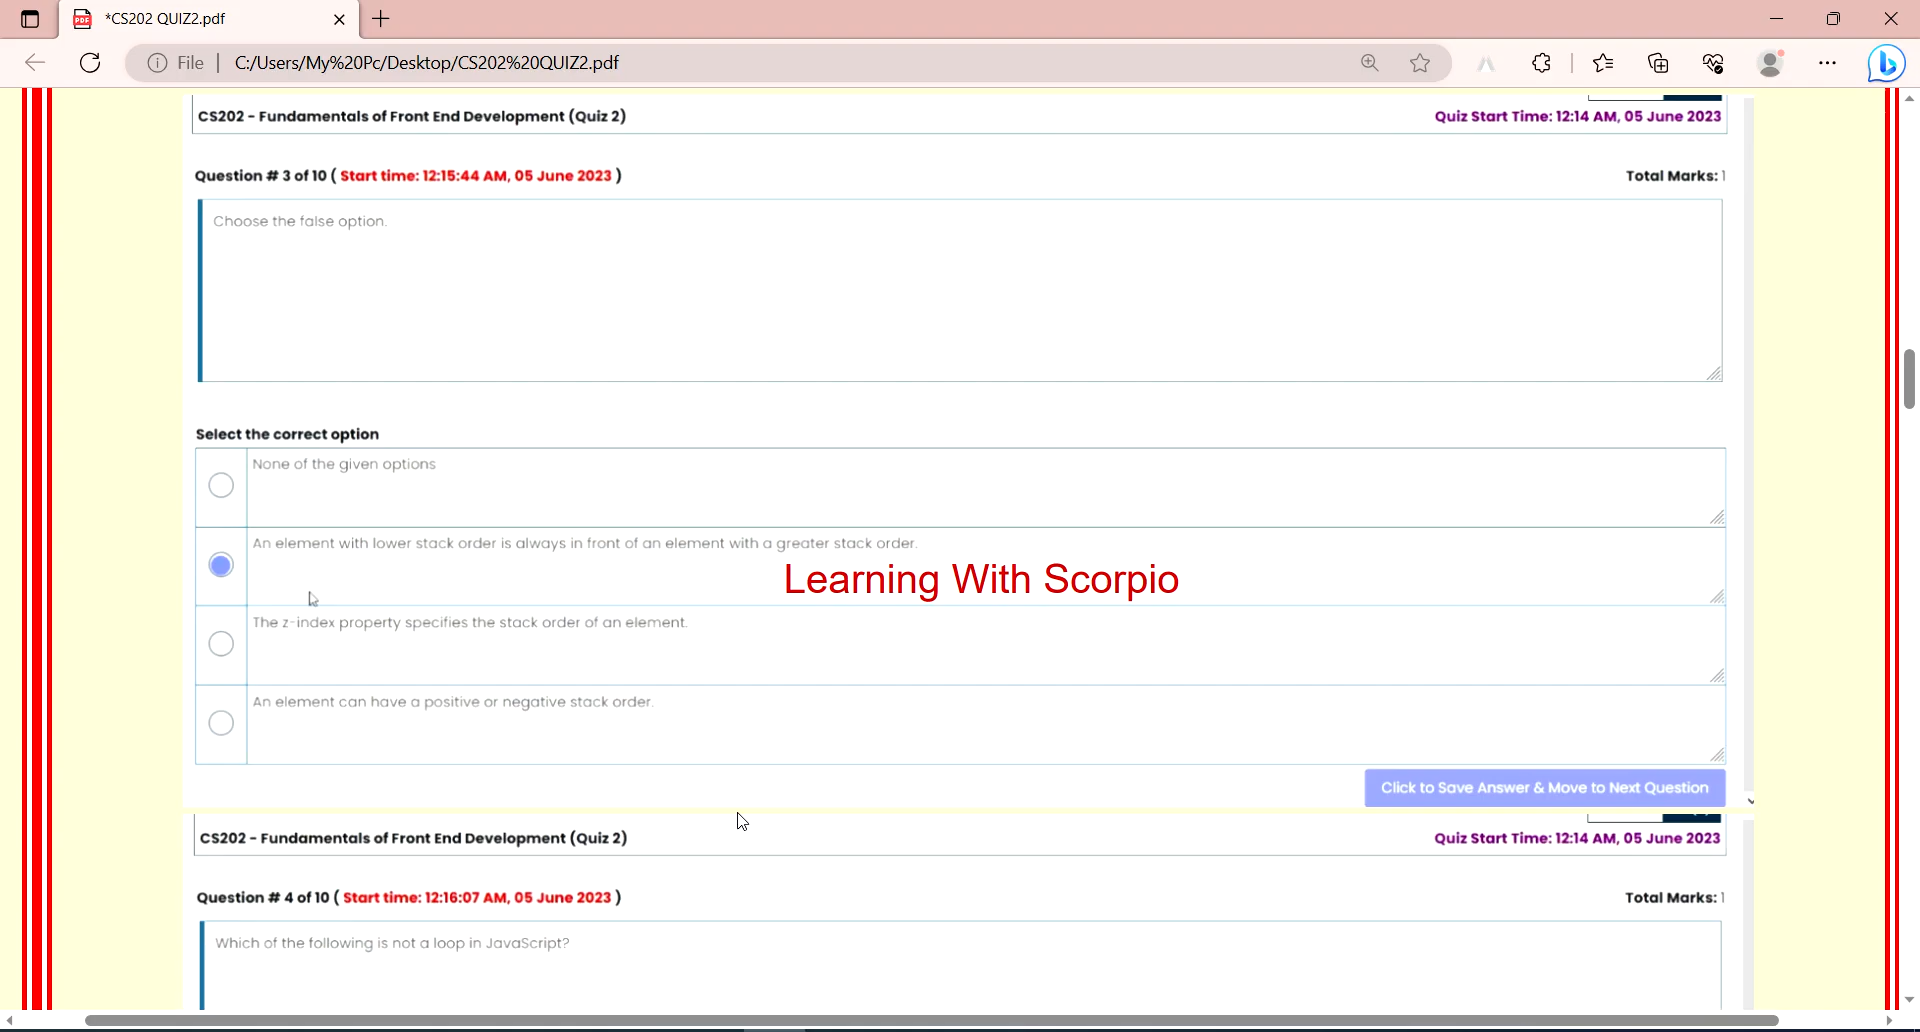 *CS202 QUIZ2.pdf
File
C:/Users/My%20Pc/Desktop/CS202%20QUIZ2.pdf
CS202 - Fundamentals of Front End Development (Quiz 2)
Quiz Start Time: 12:14 AM, 05 June 2023
Question # 3 of 10 ( Start time: 12:15:44 AM, 05 June 2023 )
Total Marks: 1
Choose the false option.
Select the correct option
None of the given options
An element with lower stack order is always in front of an element with a greater stack order.
Learning With Scorpio
The z-index property specifies the stack order of an element.
An element can have a positive or negative stack order.
Click to Save Answer & Move to Next Question
CS202 - Fundamentals of Front End Development (Quiz 2)
Quiz Start Time: 12:14 AM, 05 June 2023
Question # 4 of 10 ( Start time: 12:16:07 AM, 05 June 2023 )
Total Marks: 1
Which of the following is not a loop in JavaScript?